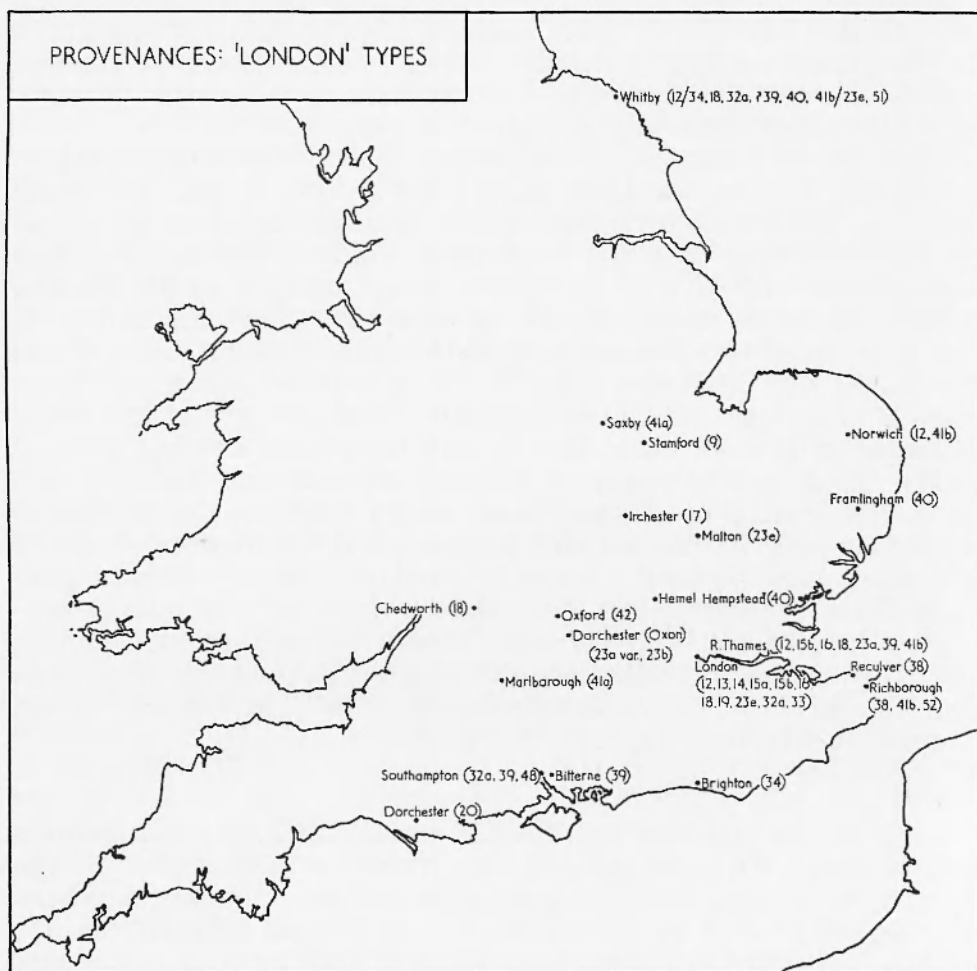 PROVENANCES: 'LONDON' TYPES
Whitby (12/34, 18, 32a, ?39, 40, 41b/23e, 51)
Saxby (41a)
Stamford (9)
Norwich (12, 41b)
Framlingham (40)
Irchester (17)
Malton (23e)
Hemel Hempstead (40)
Chedworth (18)
Oxford (42)
Dorchester (Oxon)
(23a var, 23b)
R. Thames (12, 15b, 16, 18, 23a, 39, 41b)
London
(12, 13, 14, 15a, 15b, 16
18, 19, 23e, 32a, 33)
Reculver (38)
Richborough
(38, 41b, 52)
Marlbarough (41a)
Southampton (32a, 39, 48)
Bitterne (39)
Brighton (34)
Dorchester (20)